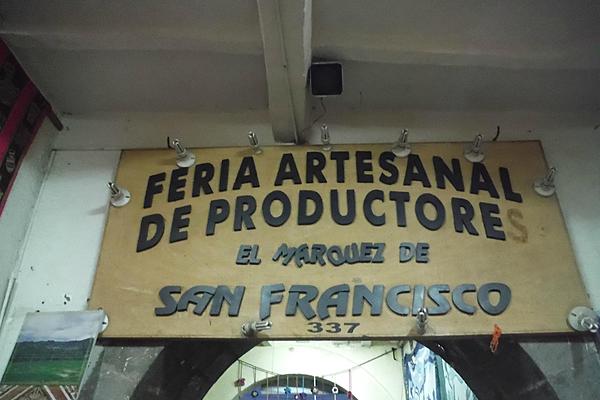 FERIA ARTESANAL
DE PRODUCTORES
EL MARQUEZ DE
SAN FRANCISCO
337